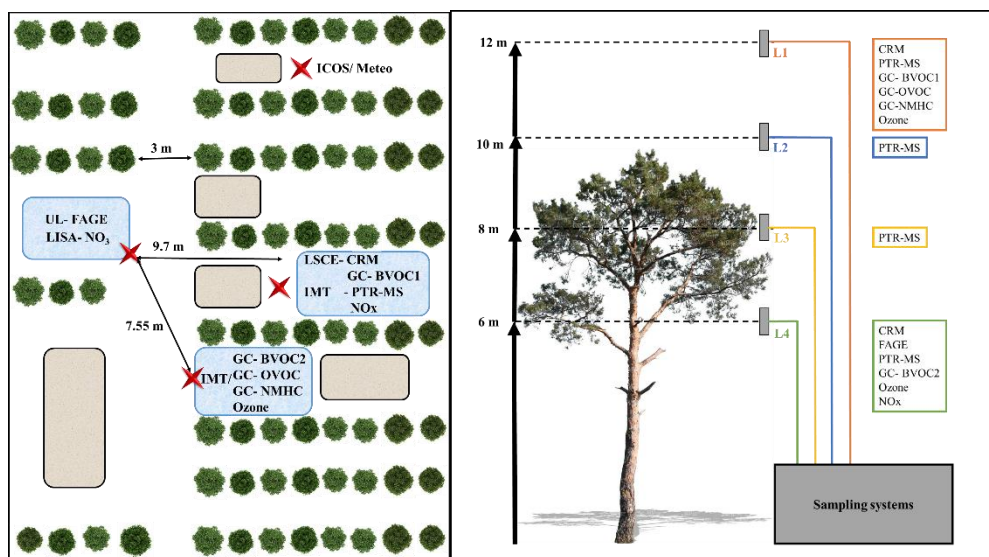 ICOS/ Meteo
3 m
UL- FAGE
LISA- NO₃
9.7 m
LSCE- CRM
GC- BVOC1
IMT - PTR-MS
NOx
7.55 m
GC- BVOC2
IMT/ GC- OVOC
GC- NMHC
Ozone
12 m
L1
CRM
PTR-MS
GC- BVOC1
GC-OVOC
GC-NMHC
Ozone
10 m
L2
PTR-MS
8 m
L3
PTR-MS
6 m
L4
CRM
FAGE
PTR-MS
GC- BVOC2
Ozone
NOx
Sampling systems